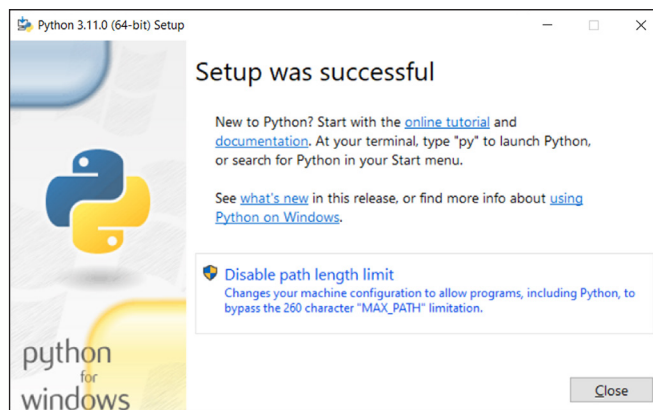 Python 3.11.0 (64-bit) Setup
Setup was successful
New to Python? Start with the online tutorial and
documentation. At your terminal, type "py" to launch Python,
or search for Python in your Start menu.
See what's new in this release, or find more info about using
Python on Windows.
Disable path length limit
Changes your machine configuration to allow programs, including Python, to
bypass the 260 character "MAX_PATH" limitation.
python
for
windows
Close